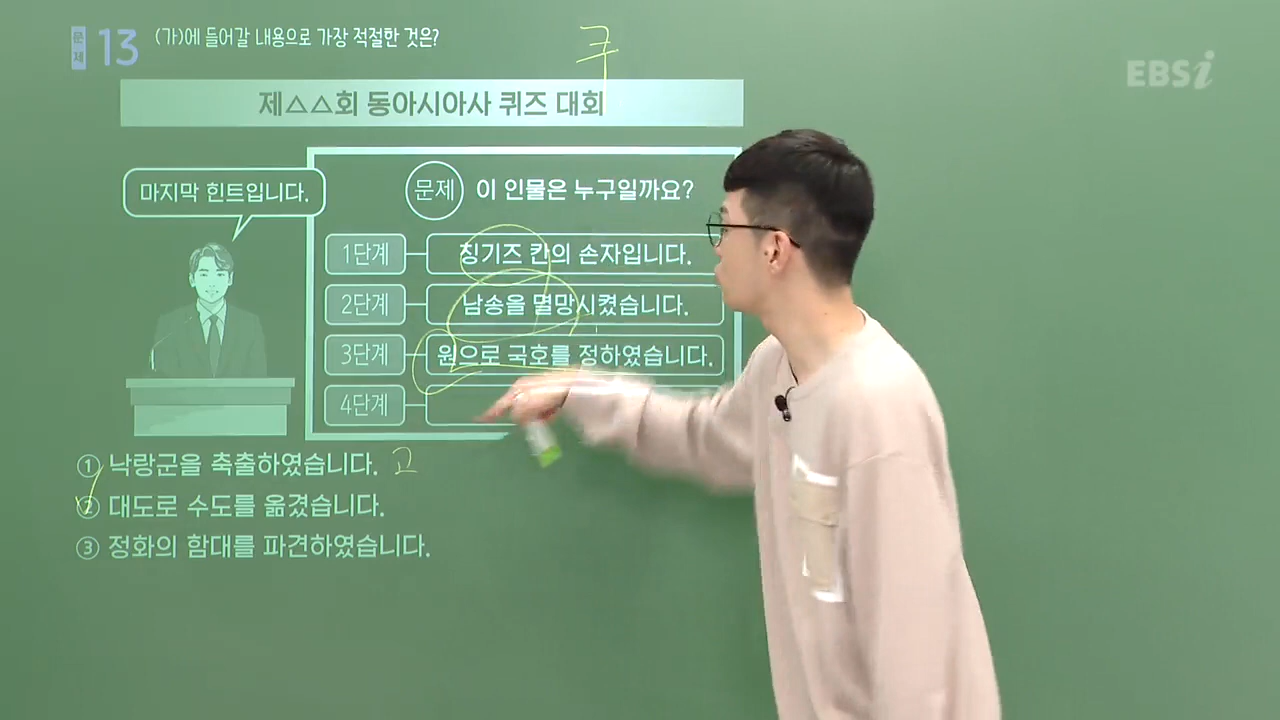 문제 13 (가)에 들어갈 내용으로 가장 적절한 것은?
쿠
EBSi
제△△회 동아시아사 퀴즈 대회
마지막 힌트입니다.
문제 이 인물은 누구일까요?
1단계 칭기즈 칸의 손자입니다.
2단계 남송을 멸망시켰습니다.
3단계 원으로 국호를 정하였습니다.
4단계
① 낙랑군을 축출하였습니다. 고
② 대도로 수도를 옮겼습니다.
③ 정화의 함대를 파견하였습니다.